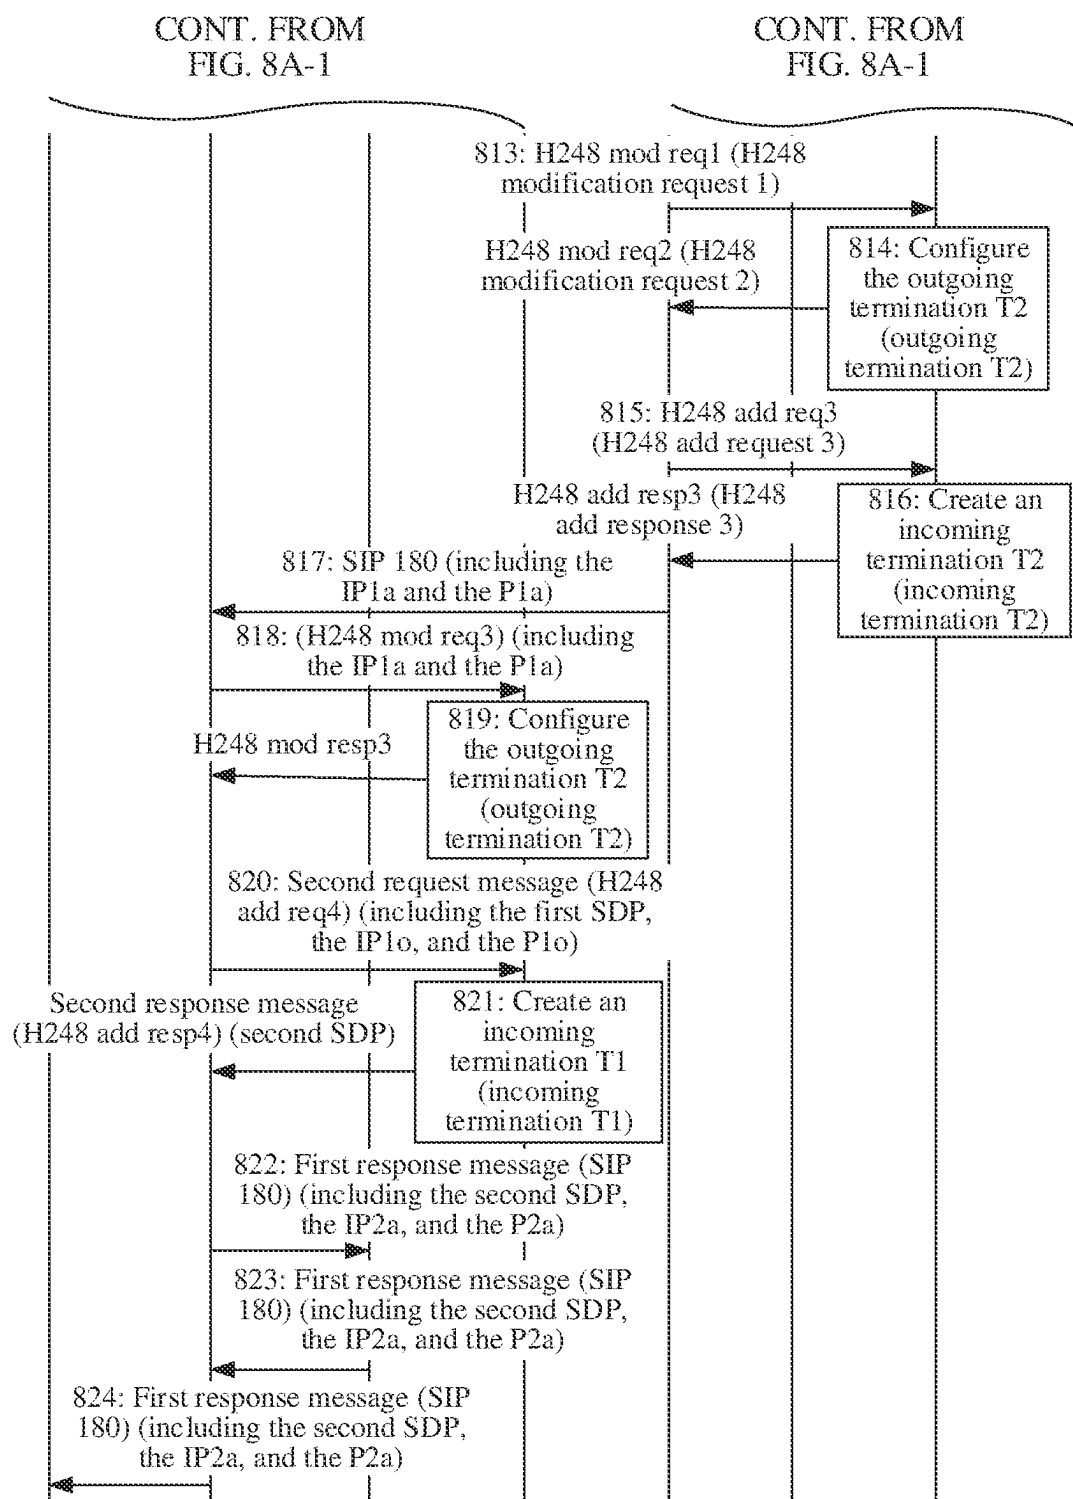 CONT. FROM
FIG. 8A-1
CONT. FROM
FIG. 8A-1
813: H248 mod req1 (H248
modification request 1)
H248 mod req2 (H248
modification request 2)
814: Configure
the outgoing
termination T2
(outgoing
termination T2)
815: H248 add req3
(H248 add request 3)
H248 add resp3 (H248
add response 3)
816: Create an
incoming
termination T2
(incoming
termination T2)
817: SIP 180 (including the
IP1a and the P1a)
818: (H248 mod req3) (including
the IP1a and the P1a)
H248 mod resp3
819: Configure
the outgoing
termination T2
(outgoing
termination T2)
820: Second request message (H248
add req4) (including the first SDP,
the IP1o, and the P1o)
Second response message
(H248 add resp4) (second SDP)
821: Create an
incoming
termination T1
(incoming
termination T1)
822: First response message (SIP
180) (including the second SDP,
the IP2a, and the P2a)
823: First response message (SIP
180) (including the second SDP,
the IP2a, and the P2a)
824: First response message (SIP
180) (including the second SDP,
the IP2a, and the P2a)